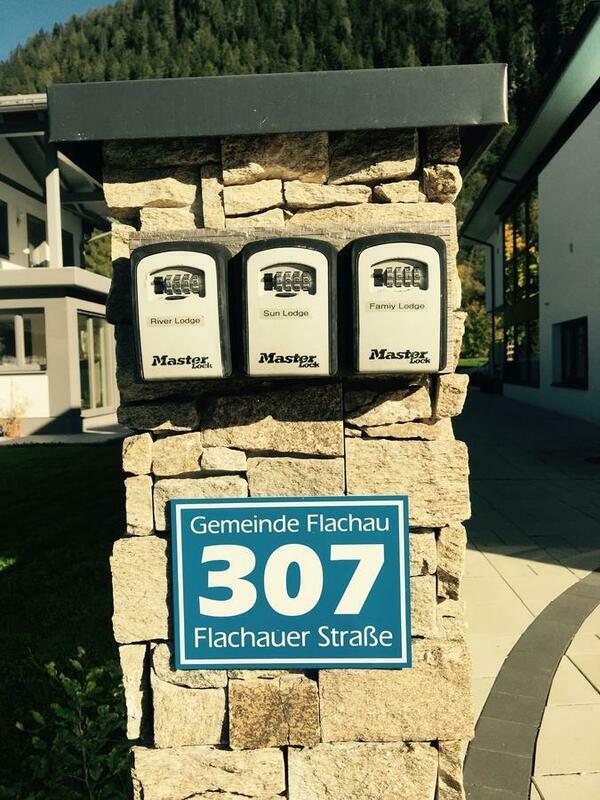 River Lodge
Master
Lock
Sun Lodge
Master
Lock
Famiy Lodge
Master
Lock
Gemeinde Flachau
307
Flachauer Straße